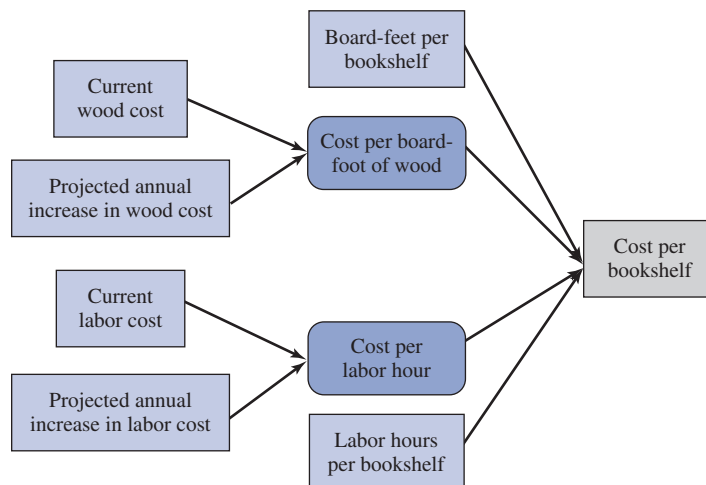 Board-feet per
bookshelf
Current
wood cost
Cost per board-
foot of wood
Projected annual
increase in wood cost
Cost per
bookshelf
Current
labor cost
Cost per
labor hour
Projected annual
increase in labor cost
Labor hours
per bookshelf